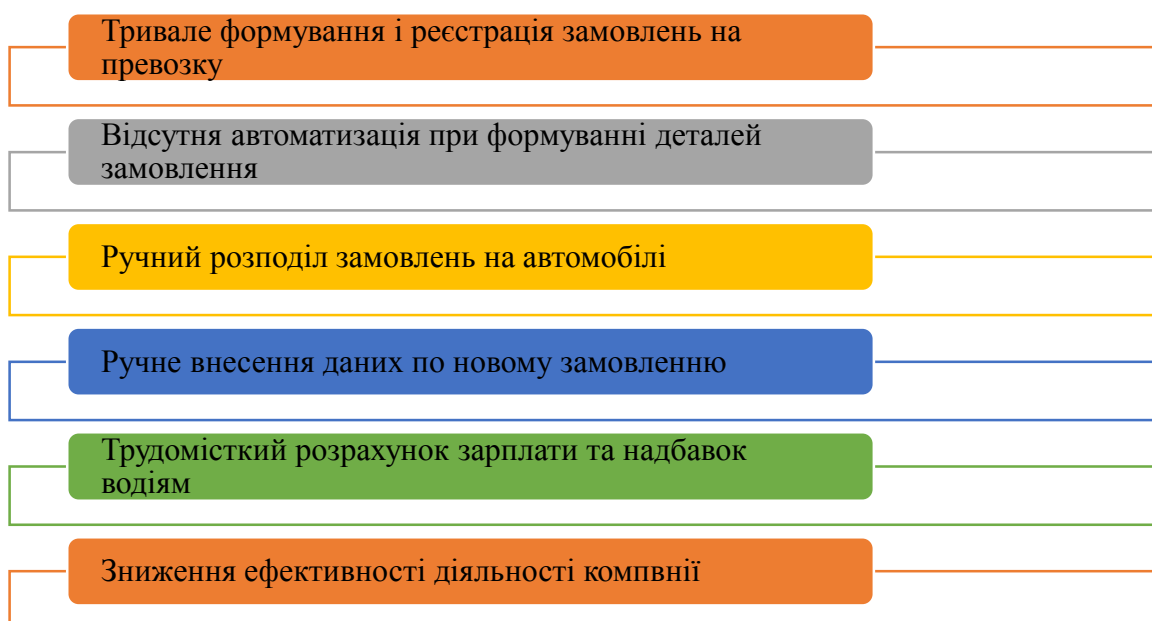 Тривале формування і реєстрація замовлень на
превозку
Відсутня автоматизація при формуванні деталей
замовлення
Ручний розподіл замовлень на автомобілі
Ручне внесення даних по новому замовленню
Трудомісткий розрахунок зарплати та надбавок
водіям
Зниження ефективності діяльності компвнії